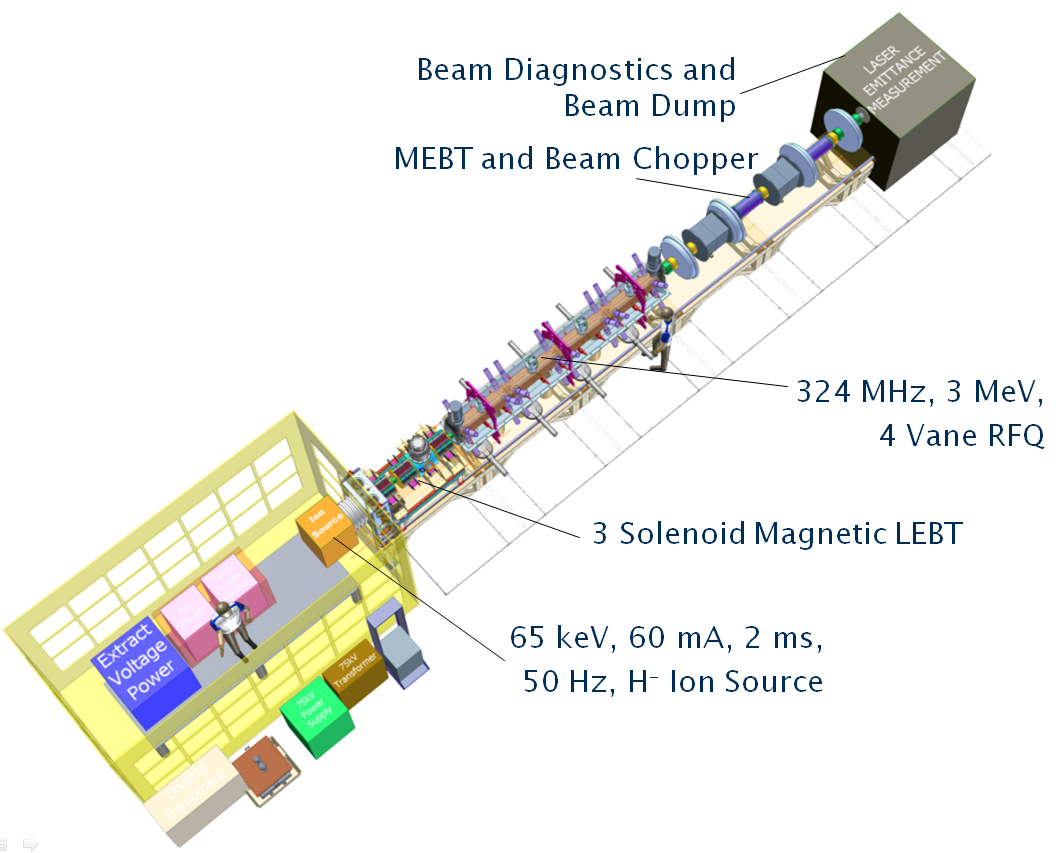 Beam Diagnostics and
Beam Dump
LASER
EMITTANCE
MEASUREMENT
MEBT and Beam Chopper
324 MHz, 3 MeV,
4 Vane RFQ
3 Solenoid Magnetic LEBT
Ion
Source
65 keV, 60 mA, 2 ms,
50 Hz, H⁻ Ion Source
Extract
Voltage
Power
75kV
Transformer
75kV
Power
Supply
Cooling
Equipment